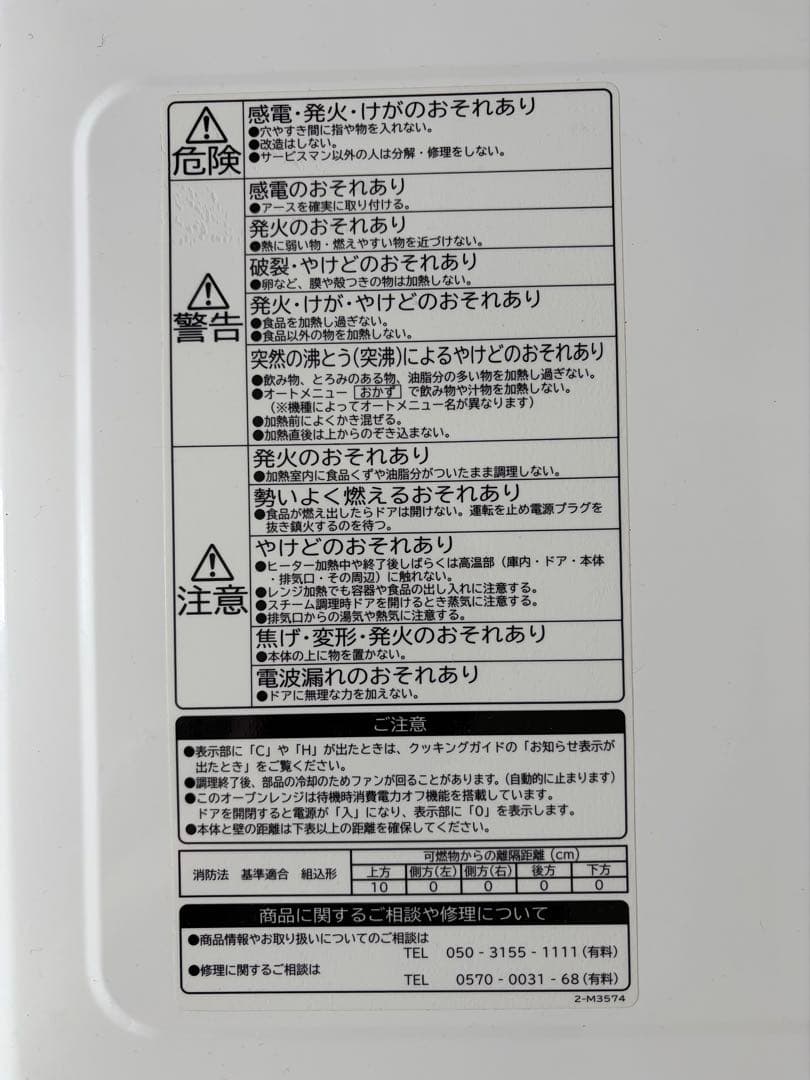 危険
感電・発火・けがのおそれあり
●穴やすき間に指や物を入れない。
●改造はしない。
●サービスマン以外の人は分解・修理をしない。
警告
感電のおそれあり
●アースを確実に取り付ける。
発火のおそれあり
●熱に弱い物・燃えやすい物を近づけない。
破裂・やけどのおそれあり
●卵など、膜や殻つきの物は加熱しない。
発火・けが・やけどのおそれあり
●食品を加熱し過ぎない。
●食品以外の物を加熱しない。
突然の沸とう(突沸)によるやけどのおそれあり
●飲み物、とろみのある物、油脂分の多い物を加熱し過ぎない。
●オートメニュー おかず で飲み物や汁物を加熱しない。
(※機種によってオートメニュー名が異なります)
●加熱前によくかき混ぜる。
●加熱直後は上からのぞき込まない。
注意
発火のおそれあり
●加熱室内に食品くずや油脂分がついたまま調理しない。
勢いよく燃えるおそれあり
●食品が燃え出したらドアは開けない。運転を止め電源プラグを
抜き鎮火するのを待つ。
やけどのおそれあり
●ヒーター加熱中や終了後しばらくは高温部(庫内・ドア・本体
・排気口・その周辺)に触れない。
●レンジ加熱でも容器や食品の出し入れに注意する。
●スチーム調理時ドアを開けるとき蒸気に注意する。
●排気口からの湯気や熱気に注意する。
焦げ・変形・発火のおそれあり
●本体の上に物を置かない。
電波漏れのおそれあり
●ドアに無理な力を加えない。
ご注意
●表示部に「C」や「H」が出たときは、クッキングガイドの「お知らせ表示が
出たとき」をご覧ください。
●調理終了後、部品の冷却のためファンが回ることがあります。(自動的に止まります)
●このオーブンレンジは待機時消費電力オフ機能を搭載しています。
ドアを開閉すると電源が「入」になり、表示部に「0」を表示します。
●本体と壁の距離は下表以上の距離を確保してください。
消防法 基準適合 組込形
可燃物からの離隔距離(cm)
上方 側方(左) 側方(右) 後方 下方
10 0 0 0 0
商品に関するご相談や修理について
●商品情報やお取り扱いについてのご相談は
TEL 050-3155-1111(有料)
●修理に関するご相談は
TEL 0570-0031-68(有料)
2-M3574